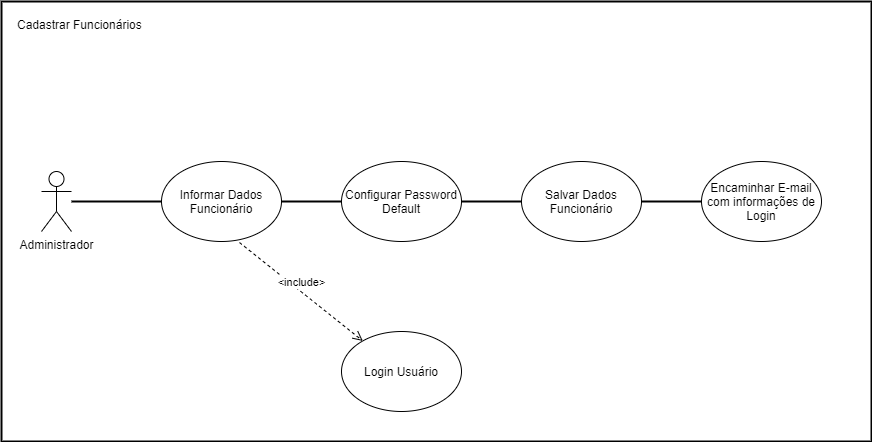 Cadastrar Funcionários
Informar Dados
Funcionário
Configurar Password
Default
Salvar Dados
Funcionário
Encaminhar E-mail
com informações de
Login
Administrador
<include>
Login Usuário